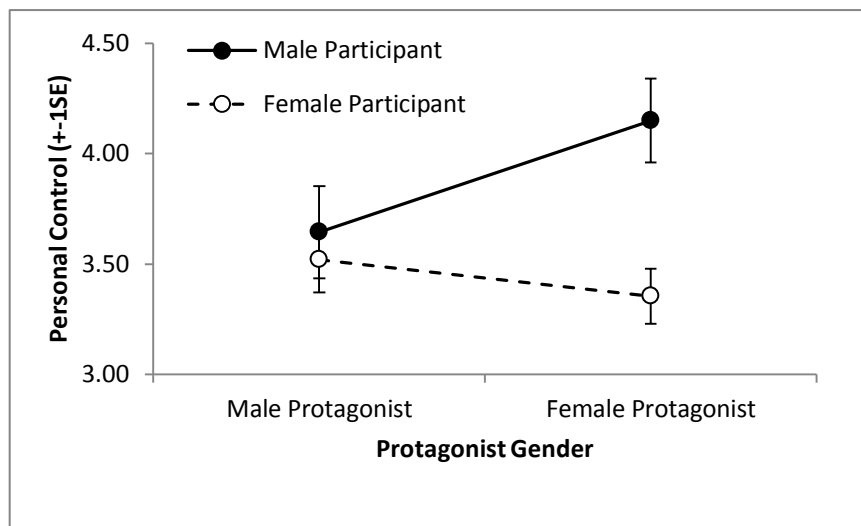 4.50
4.00
3.50
3.00
Personal Control (+-1SE)
Male Participant
Female Participant
Male Protagonist
Female Protagonist
Protagonist Gender